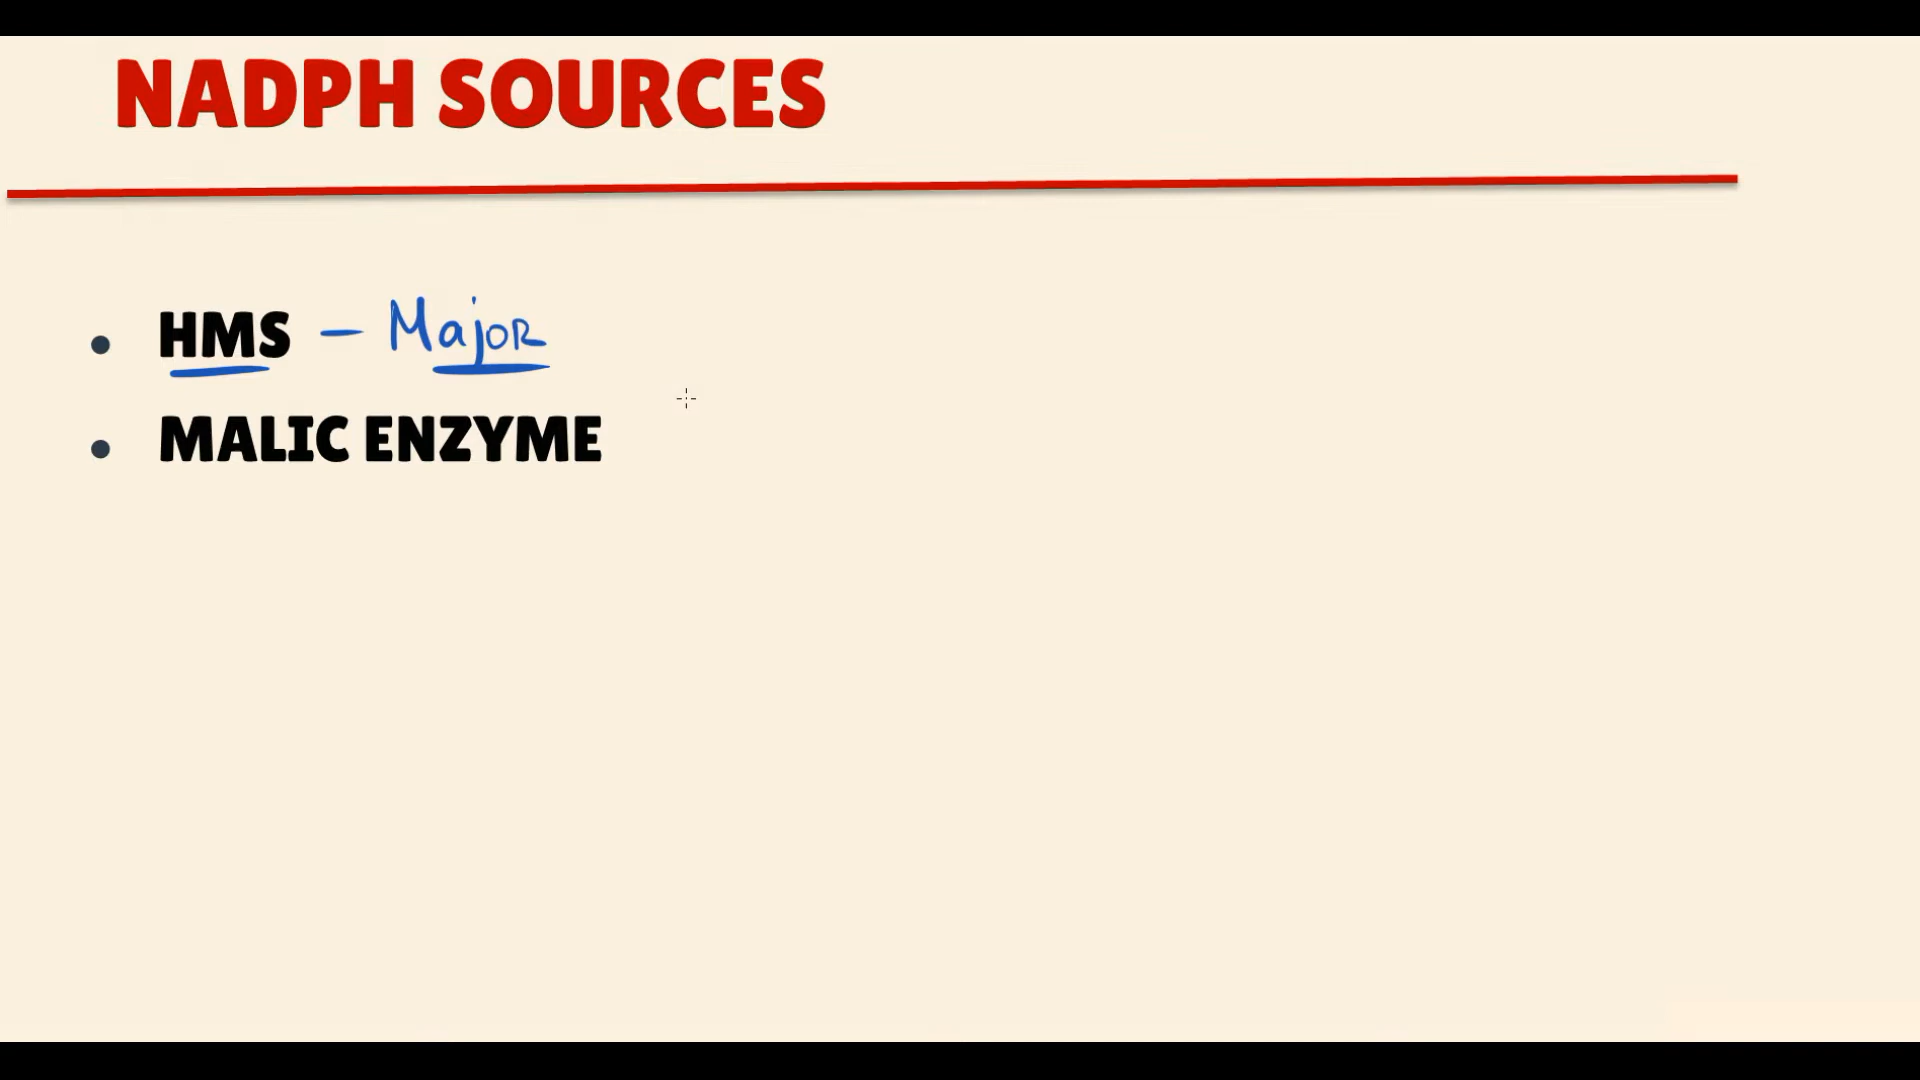 NADPH SOURCES
• HMS – Major
• MALIC ENZYME